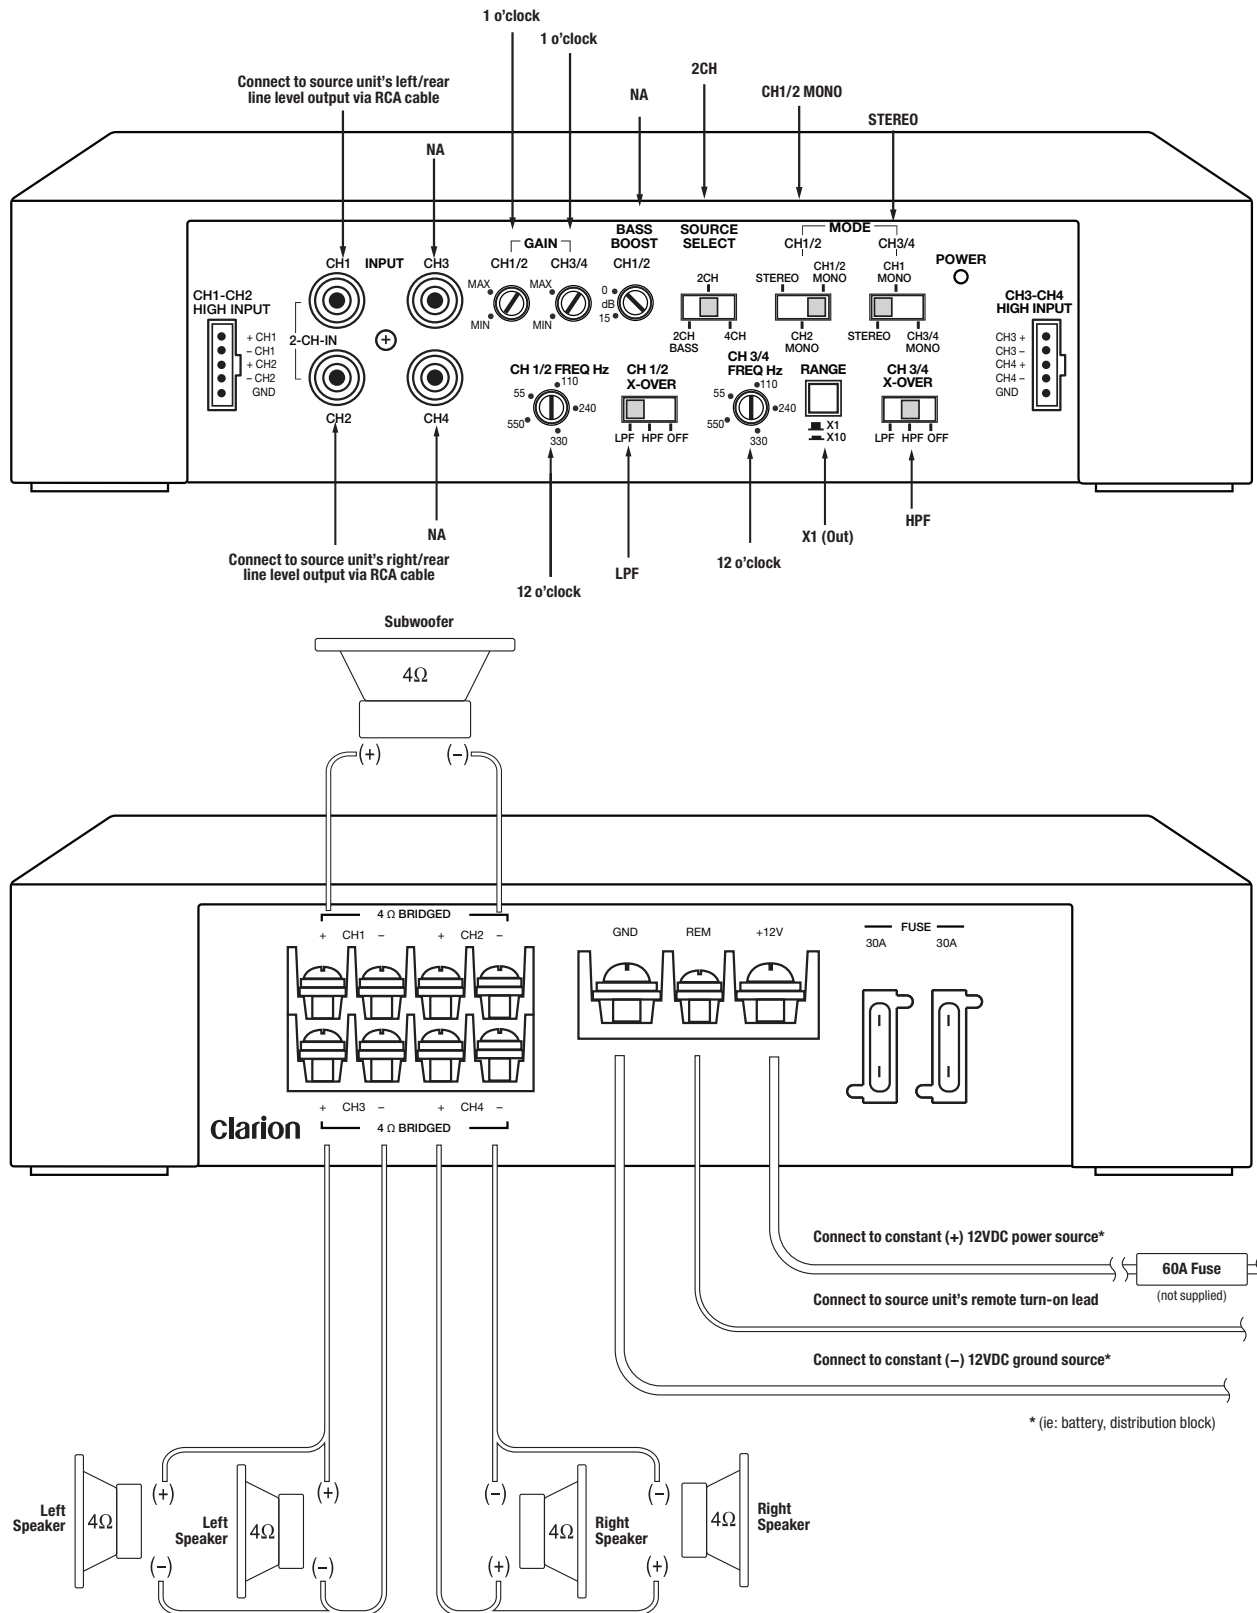 1 o'clock
1 o'clock
2CH
Connect to source unit's left/rear
line level output via RCA cable
NA
CH1/2 MONO
STEREO
NA
BASS
BOOST
SOURCE
SELECT
MODE
GAIN
CH1/2
CH3/4
CH1
INPUT
CH3
CH1/2
CH3/4
CH1/2
POWER
CH1-CH2
HIGH INPUT
MAX
MIN
MAX
MIN
0
dB
15
2CH
2CH
BASS
4CH
STEREO
CH1/2
MONO
CH2
MONO
CH1
MONO
STEREO
CH3/4
MONO
CH3-CH4
HIGH INPUT
+ CH1
– CH1
+ CH2
– CH2
GND
2-CH-IN
CH3 +
CH3 –
CH4 +
CH4 –
GND
CH2
CH4
CH 1/2 FREQ Hz
55
110
240
550
330
CH 1/2
X-OVER
LPF HPF OFF
CH 3/4
FREQ Hz
55
110
240
550
330
RANGE
X1
X10
CH 3/4
X-OVER
LPF HPF OFF
NA
Connect to source unit's right/rear
line level output via RCA cable
12 o'clock
LPF
12 o'clock
X1 (Out)
HPF
Subwoofer
4Ω
(+) (–)
4 Ω BRIDGED
+ CH1 – + CH2 –
GND REM +12V
FUSE
30A 30A
+ CH3 – + CH4 –
4 Ω BRIDGED
Clarion
Connect to constant (+) 12VDC power source*
60A Fuse
(not supplied)
Connect to source unit's remote turn-on lead
Connect to constant (–) 12VDC ground source*
* (ie: battery, distribution block)
Left
Speaker
4Ω
(+)
(–)
Left
Speaker
4Ω
(+)
(–)
(–)
(+)
4Ω
Right
Speaker
(–)
(+)
4Ω
Right
Speaker